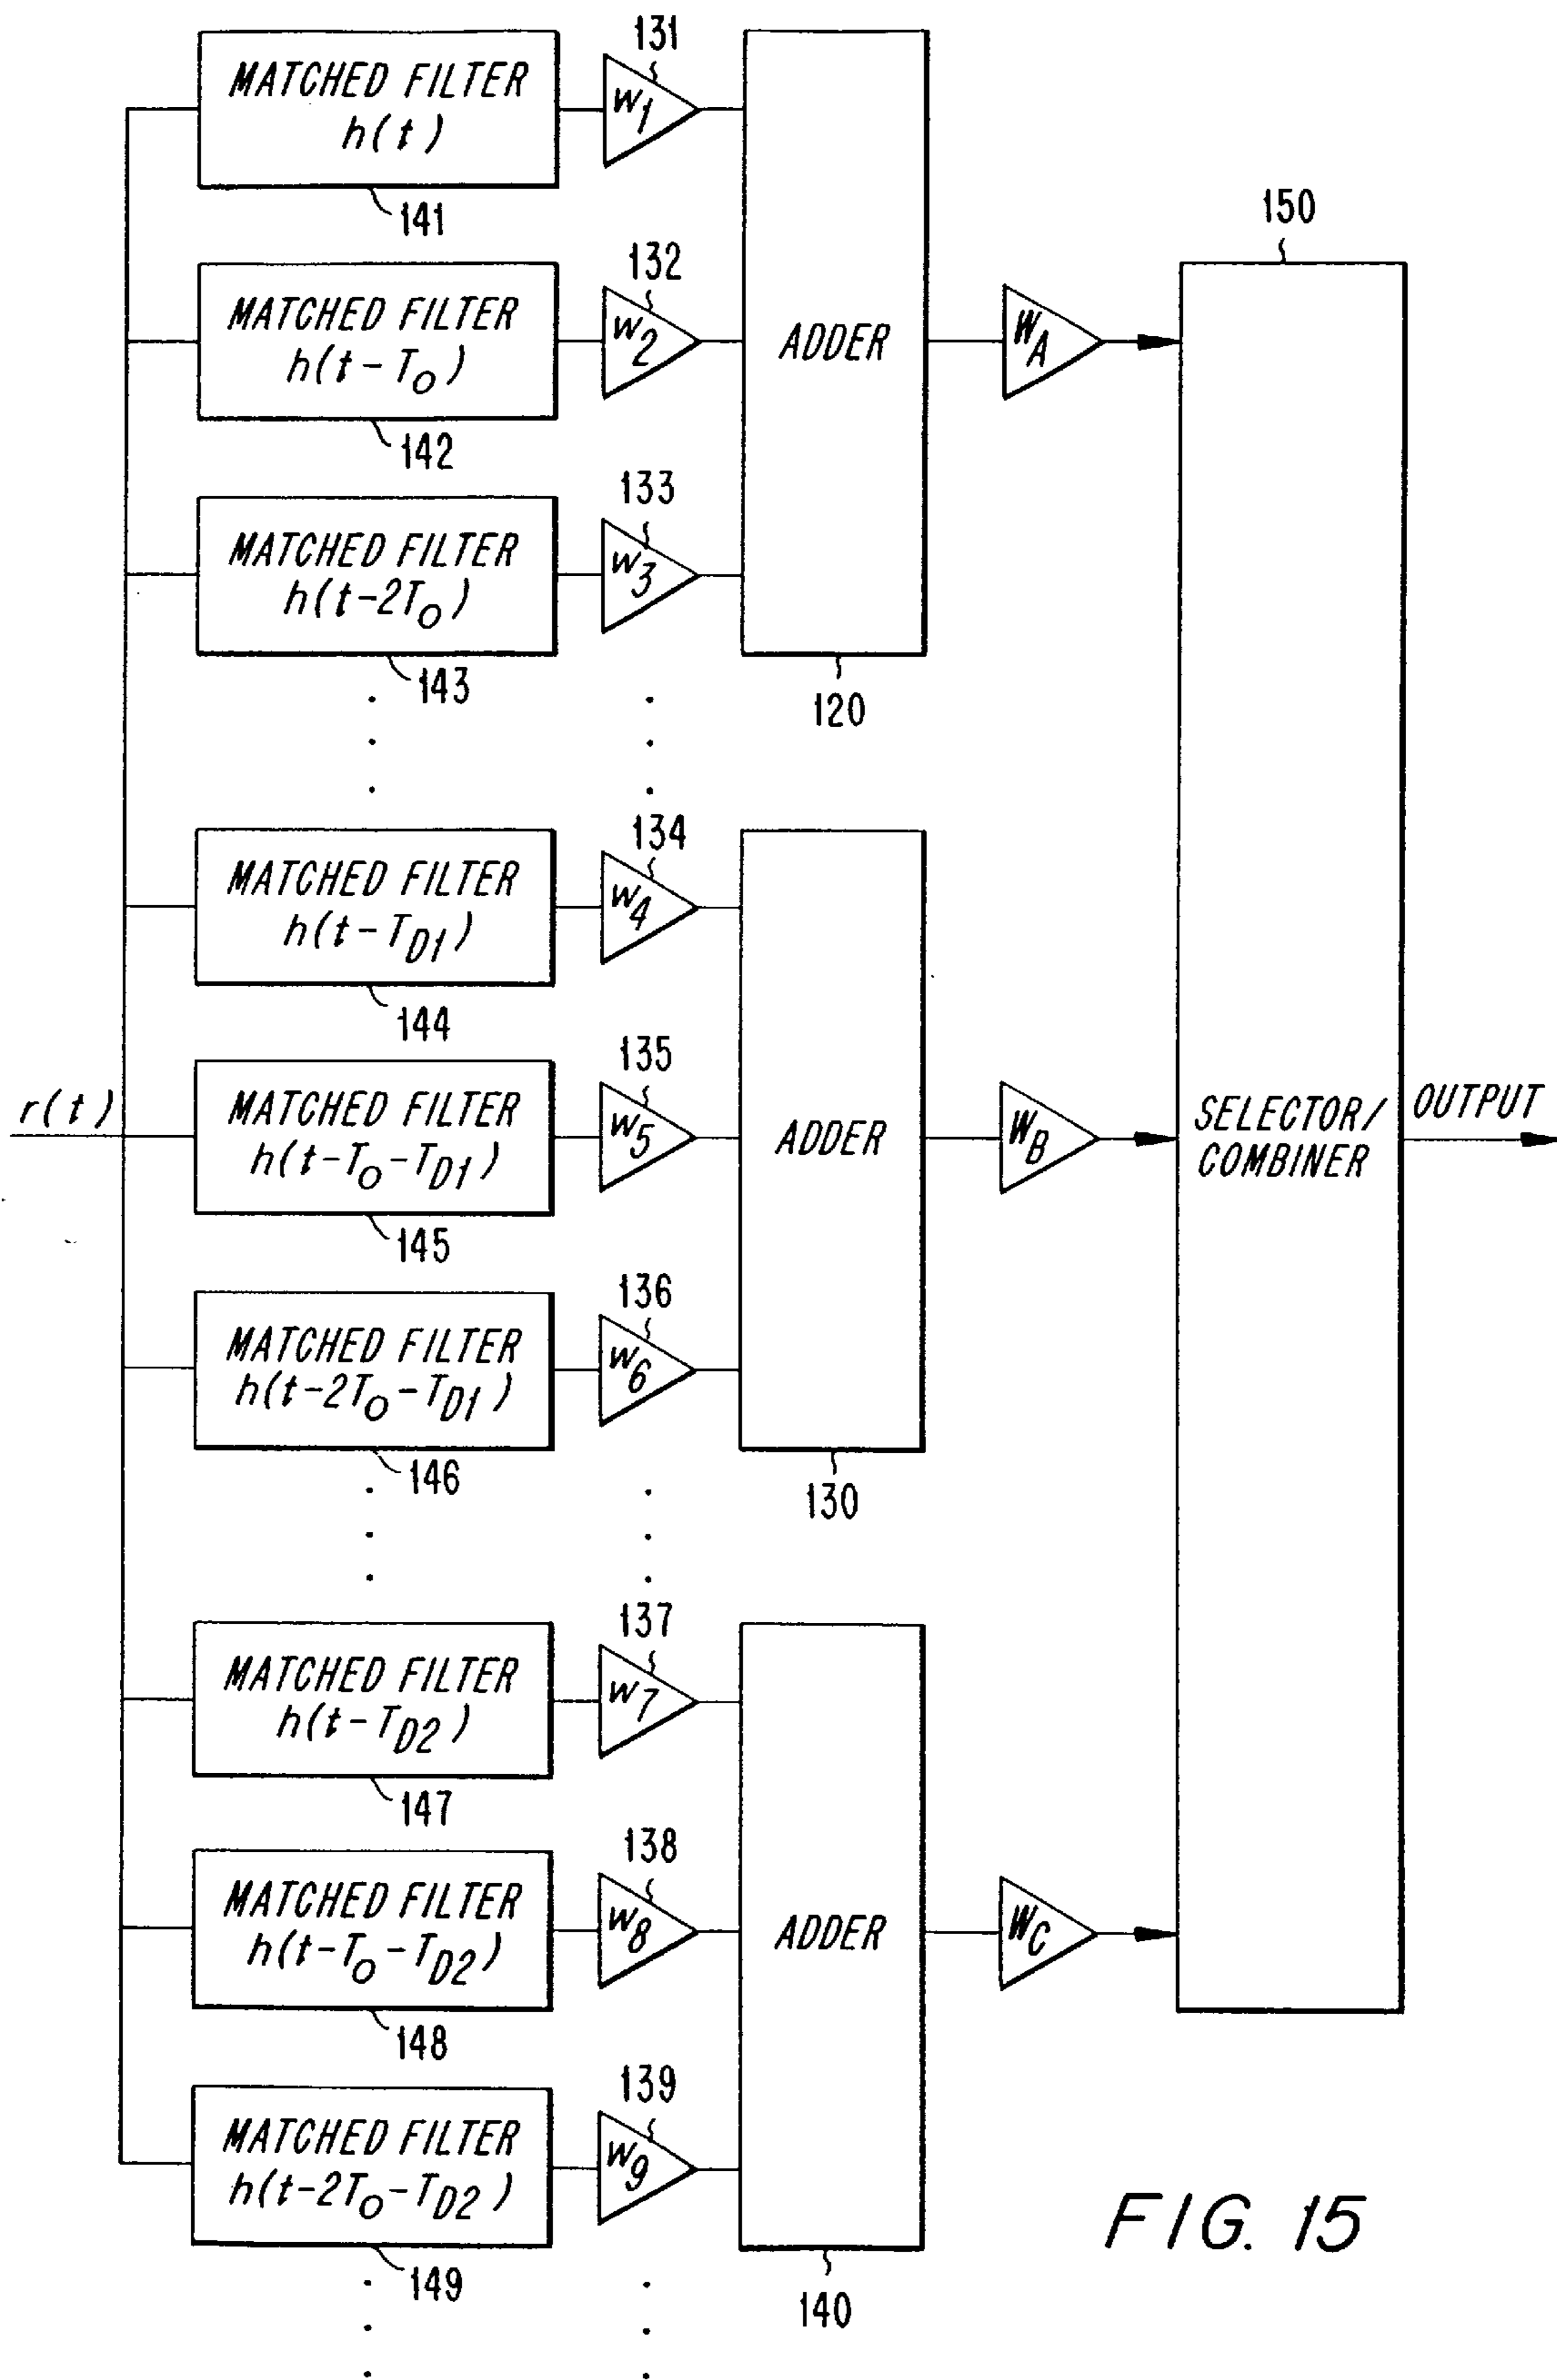 131
MATCHED FILTER
h(t)
W1
141
150
132
MATCHED FILTER
h(t-To)
W2
ADDER
WA
142
133
MATCHED FILTER
h(t-2To)
W3
143
120
134
MATCHED FILTER
h(t-TD1)
W4
144
135
r(t)
MATCHED FILTER
h(t-To-TD1)
W5
ADDER
WB
SELECTOR/
COMBINER
OUTPUT
145
136
MATCHED FILTER
h(t-2To-TD1)
W6
146
130
137
MATCHED FILTER
h(t-TD2)
W7
147
138
MATCHED FILTER
h(t-To-TD2)
W8
ADDER
WC
148
139
MATCHED FILTER
h(t-2To-TD2)
W9
149
140
FIG. 15